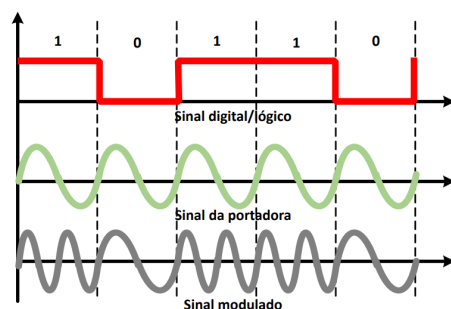 1 0 1 1 0
Sinal digital/lógico
Sinal da portadora
Sinal modulado